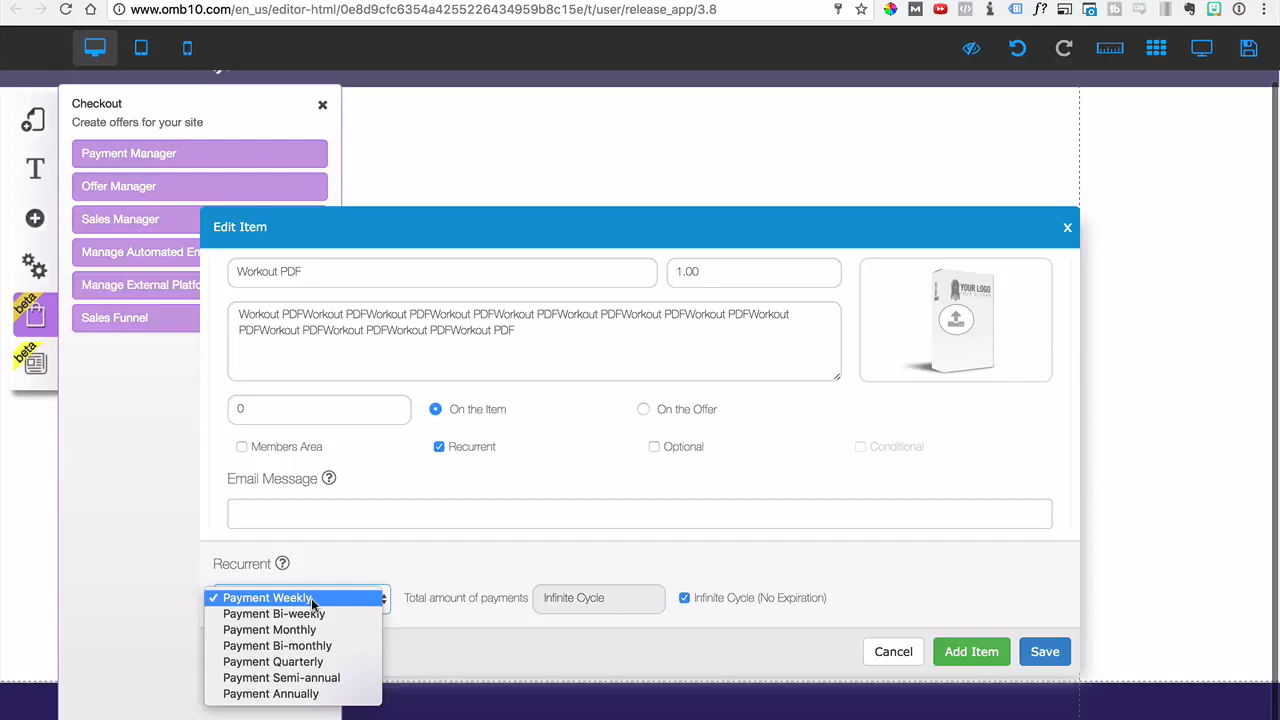 www.omb10.com/en_us/editor-html/0e8d9cfc6354a4255226434959b8c15e/t/user/release_app/3.8
Checkout
Create offers for your site
Payment Manager
Offer Manager
Sales Manager
Manage Automated Em
Manage External Platfo
Sales Funnel
beta
beta
Edit Item
X
Workout PDF
1.00
YOUR LOGO
Workout PDFWorkout PDFWorkout PDFWorkout PDFWorkout PDFWorkout PDFWorkout PDFWorkout PDFWorkout
PDFWorkout PDFWorkout PDFWorkout PDFWorkout PDF
0
On the Item
On the Offer
Members Area
Recurrent
Optional
Conditional
Email Message ?
Recurrent ?
Payment Weekly
Payment Bi-weekly
Payment Monthly
Payment Bi-monthly
Payment Quarterly
Payment Semi-annual
Payment Annually
Total amount of payments
Infinite Cycle
Infinite Cycle (No Expiration)
Cancel
Add Item
Save